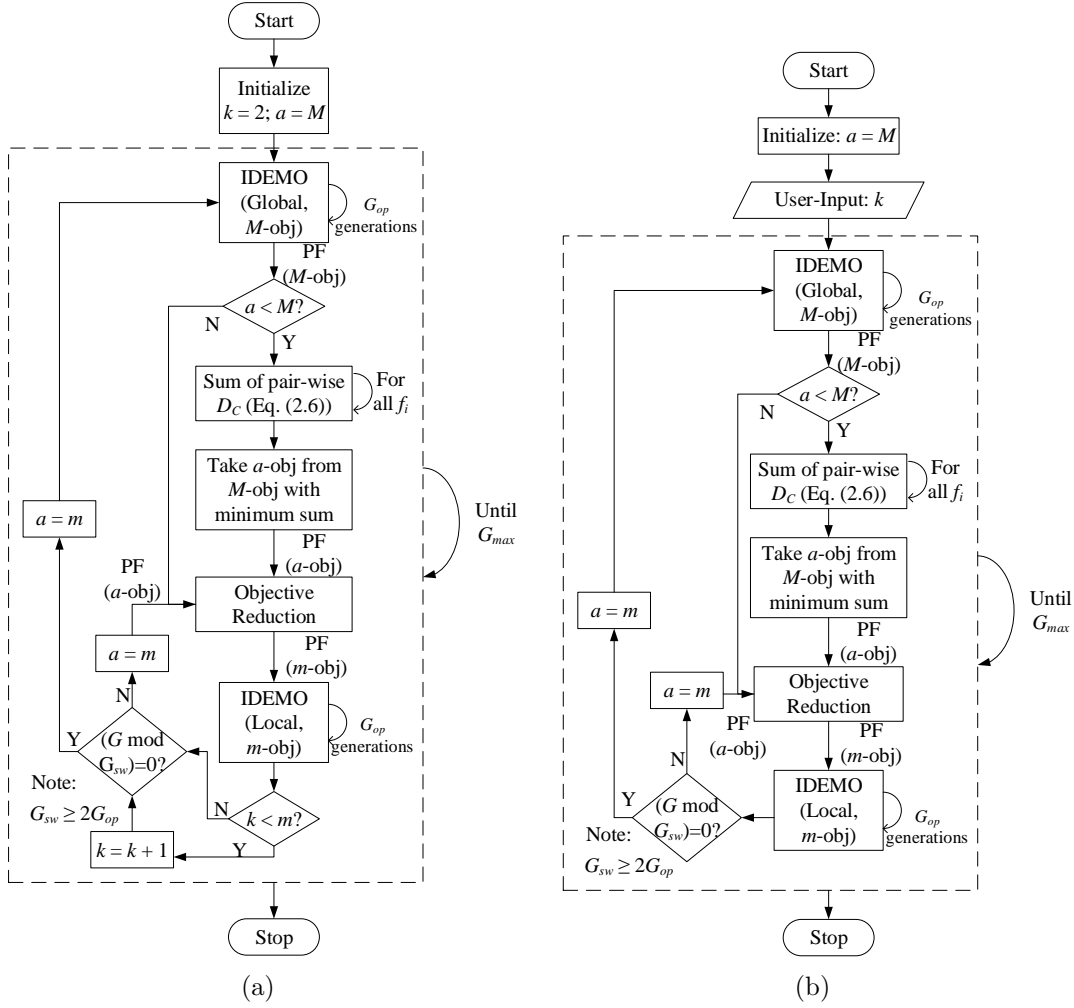 Start
Initialize
k = 2; a = M
IDEMO
(Global,
M-obj)
G_op
generations
PF
(M-obj)
a < M?
N
Y
Sum of pair-wise
D_C (Eq. (2.6))
For
all f_i
Take a-obj from
M-obj with
minimum sum
Until
G_max
a = m
PF
(a-obj)
PF
(a-obj)
Objective
Reduction
a = m
PF
(m-obj)
N
IDEMO
(Local,
m-obj)
G_op
generations
Y
(G mod
G_sw)=0?
Note:
G_sw ≥ 2G_op
N
k < m?
Y
k = k + 1
Stop
(a)
Start
Initialize: a = M
User-Input: k
IDEMO
(Global,
M-obj)
G_op
generations
PF
(M-obj)
a < M?
N
Y
Sum of pair-wise
D_C (Eq. (2.6))
For
all f_i
Take a-obj from
M-obj with
minimum sum
Until
G_max
a = m
PF
(a-obj)
a = m
Objective
Reduction
PF
(a-obj)
PF
(m-obj)
N
Y
(G mod
G_sw)=0?
IDEMO
(Local,
m-obj)
G_op
generations
Note:
G_sw ≥ 2G_op
Stop
(b)